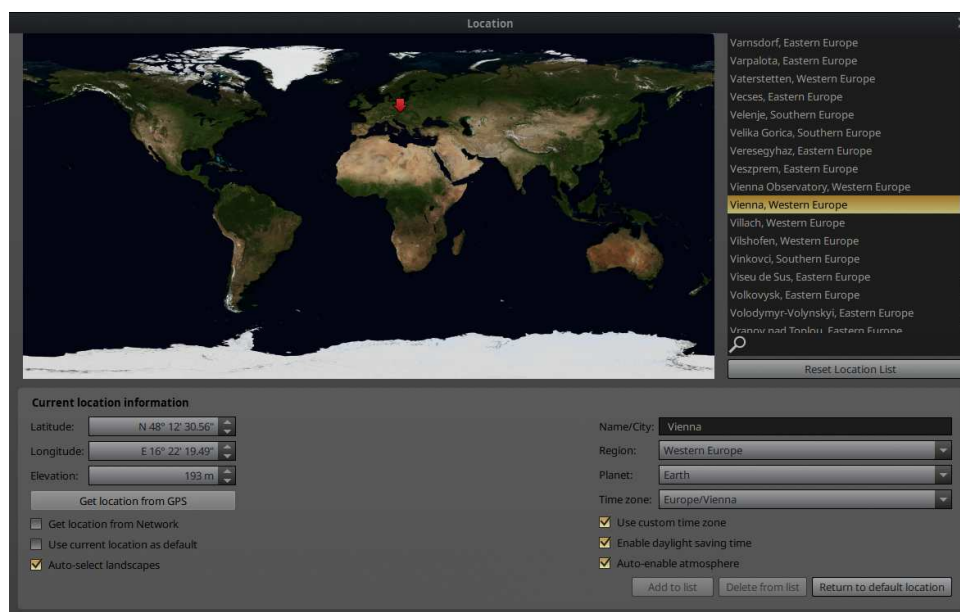 Location
Varnsdorf, Eastern Europe
Varpalota, Eastern Europe
Vaterstetten, Western Europe
Vecses, Eastern Europe
Velenje, Southern Europe
Velika Gorica, Southern Europe
Veresegyhaz, Eastern Europe
Veszprem, Eastern Europe
Vienna Observatory, Western Europe
Vienna, Western Europe
Villach, Western Europe
Vilshofen, Western Europe
Vinkovci, Southern Europe
Viseu de Sus, Eastern Europe
Volkovysk, Eastern Europe
Volodymyr-Volynskyi, Eastern Europe
Vranov nad Toplou, Eastern Europe
Reset Location List
Current location information
Latitude: N 48° 12' 30.56"
Longitude: E 16° 22' 19.49"
Elevation: 193 m
Get location from GPS
Get location from Network
Use current location as default
Auto-select landscapes
Name/City: Vienna
Region: Western Europe
Planet: Earth
Time zone: Europe/Vienna
Use custom time zone
Enable daylight saving time
Auto-enable atmosphere
Add to list Delete from list Return to default location